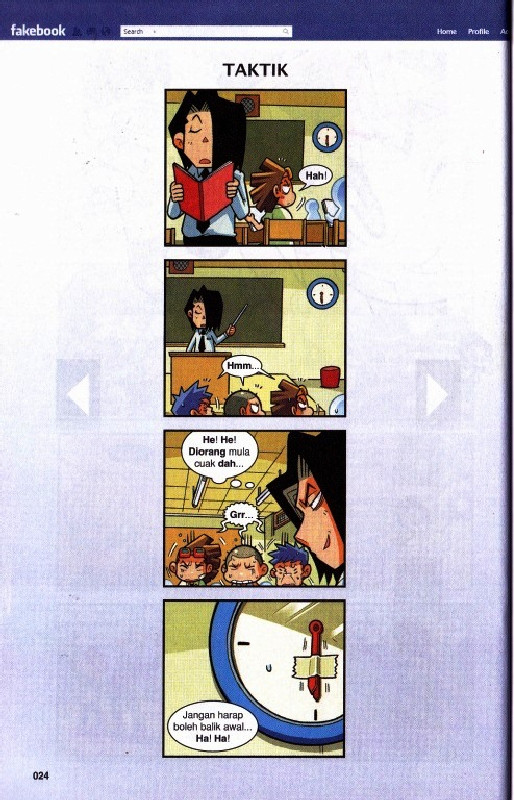 fakebook
Search
Home Profile
TAKTIK
Hah!
Hmm...
He! He!
Diorang mula
cuak dah...
Grr...
Jangan harap
boleh balik awal...
Ha! Ha!
024